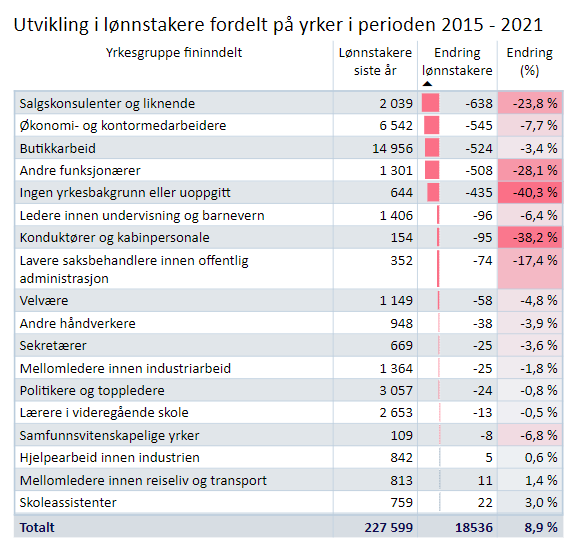 Utvikling i lønnstakere fordelt på yrker i perioden 2015 - 2021
Yrkesgruppe fininndelt Lønnstakere siste år Endring lønnstakere Endring (%)
Salgskonsulenter og liknende 2 039 -638 -23,8 %
Økonomi- og kontormedarbeidere 6 542 -545 -7,7 %
Butikkarbeid 14 956 -524 -3,4 %
Andre funksjonærer 1 301 -508 -28,1 %
Ingen yrkesbakgrunn eller uoppgitt 644 -435 -40,3 %
Ledere innen undervisning og barnevern 1 406 -96 -6,4 %
Konduktører og kabinpersonale 154 -95 -38,2 %
Lavere saksbehandlere innen offentlig 352 -74 -17,4 %
administrasjon
Velvære 1 149 -58 -4,8 %
Andre håndverkere 948 -38 -3,9 %
Sekretærer 669 -25 -3,6 %
Mellomledere innen industriarbeid 1 364 -25 -1,8 %
Politikere og toppledere 3 057 -24 -0,8 %
Lærere i videregående skole 2 653 -13 -0,5 %
Samfunnsvitenskapelige yrker 109 -8 -6,8 %
Hjelpearbeid innen industrien 842 5 0,6 %
Mellomledere innen reiseliv og transport 813 11 1,4 %
Skoleassistenter 759 22 3,0 %
Totalt 227 599 18536 8,9 %